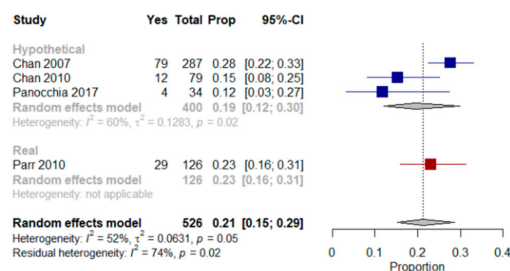 Study Yes Total Prop 95%-CI
Hypothetical
Chan 2007 79 287 0.28 [0.22; 0.33]
Chan 2010 12 79 0.15 [0.08; 0.25]
Panocchia 2017 4 34 0.12 [0.03; 0.27]
Random effects model 400 0.19 [0.12; 0.30]
Heterogeneity: I² = 60%, τ² = 0.1283, p = 0.02
Real
Parr 2010 29 126 0.23 [0.16; 0.31]
Random effects model 126 0.23 [0.16; 0.31]
Heterogeneity: not applicable
Random effects model 526 0.21 [0.15; 0.29]
Heterogeneity: I² = 52%, τ² = 0.0631, p = 0.05
Residual heterogeneity: I² = 74%, p = 0.02
0 0.1 0.2 0.3 0.4
Proportion